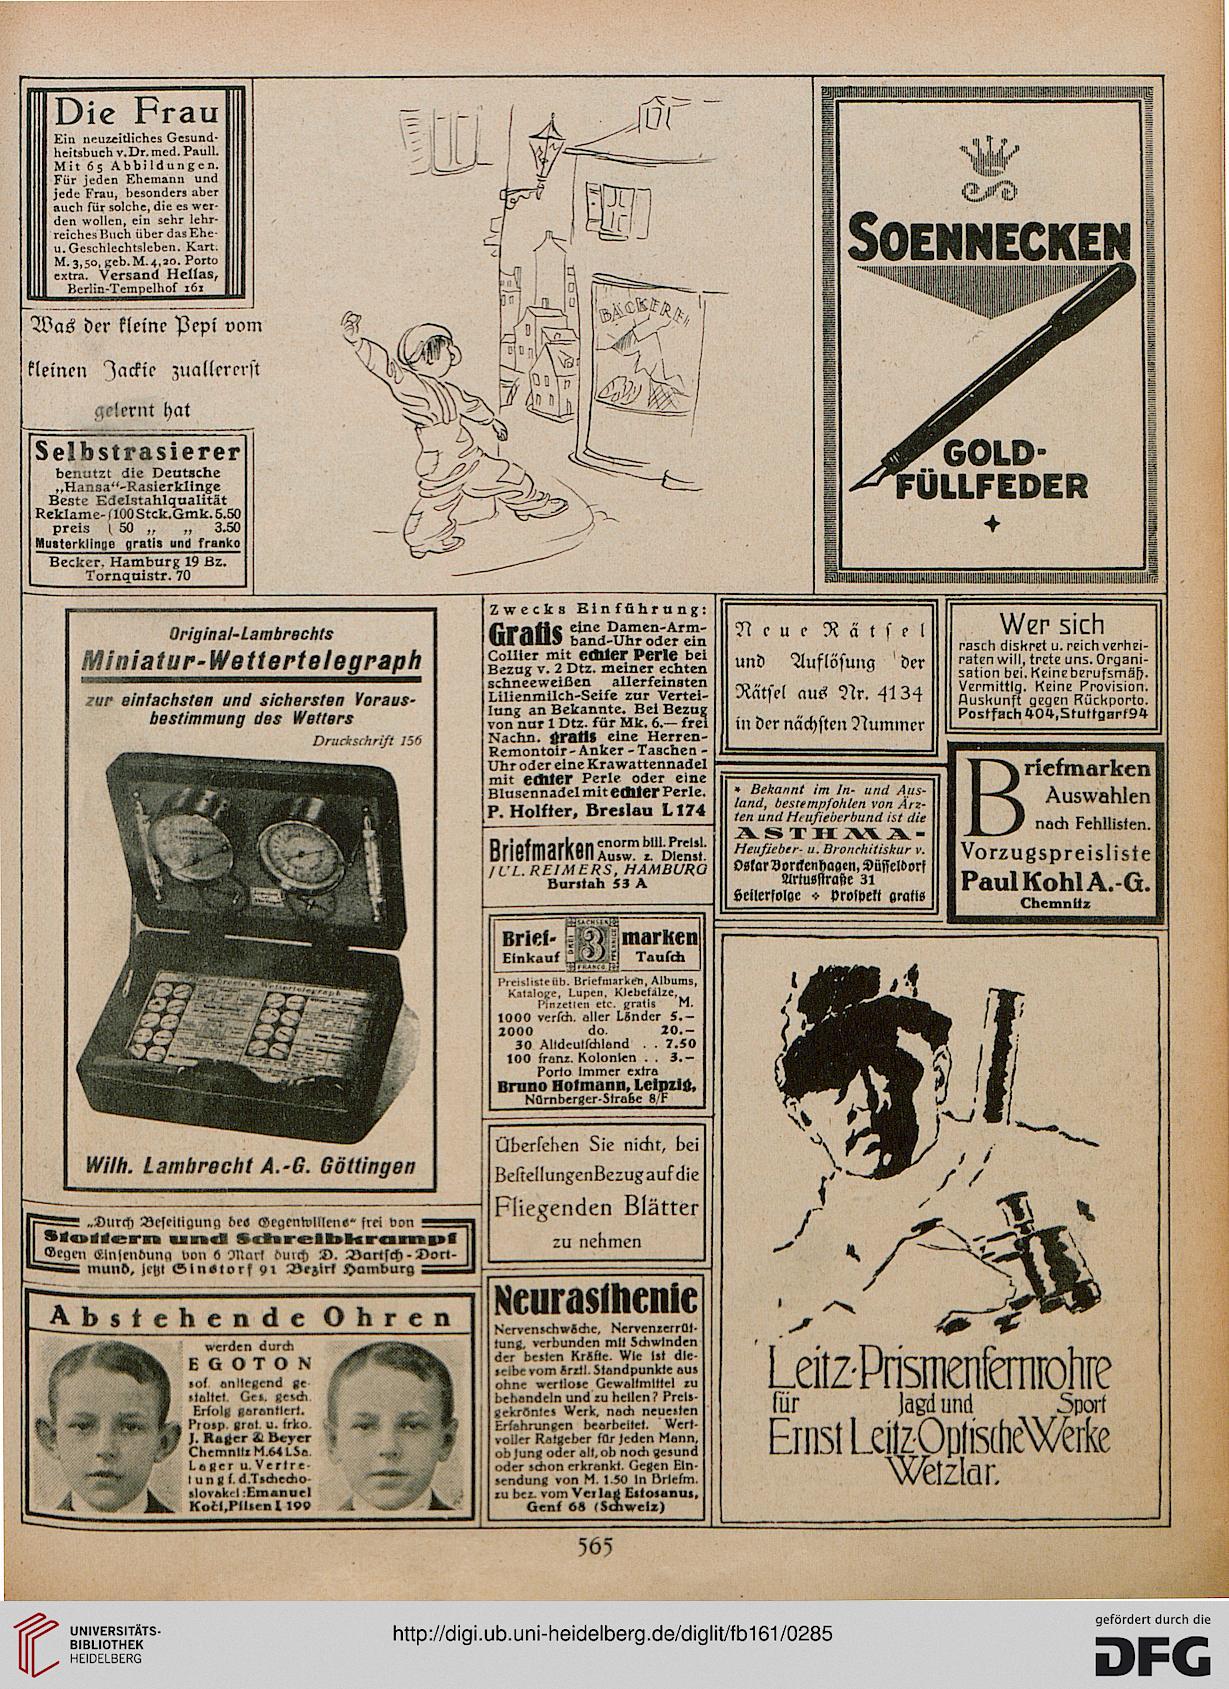 Die Frau
Ein neuzeitliches Gesund-
heitsbuch v. Dr. med. Paull.
Mit 65 Abbildungen.
Für jeden Ehemann und
jede Frau, besonders aber
auch für solche, die es wer-
den wollen, ein sehr lehr-
reiches Buch über das Ehe-
u. Geschlechtsleben. Kart.
M. 3,50, geb. M. 4,20. Porto
extra. Versand Hellas,
Berlin-Tempelhof 161
Was der kleine Pepi vom
kleinen Jackie zuallererst
gelernt hat
Selbstrasierer
benutzt die Deutsche
„Hansa“-Rasierklinge
Beste Edelstahlqualität
Reklame- (100 Stck. Gmk. 5.50
preis ( 50 „ „ 3.50
Musterklinge gratis und franko
Becker, Hamburg 19 Bz.
Tornquistr. 70
BÄCKEREI
SOENNECKEN
GOLD-
FÜLLFEDER
Original-Lambrechts
Miniatur-Wettertelegraph
zur einfachsten und sichersten Voraus-
bestimmung des Wetters
Druckschrift 156
Wilh. Lambrecht A.-G. Göttingen
„Durch Beseitigung des Gegenwillens“ frei von
Stottern und Schreibkrampf
Gegen Einsendung von 6 Mark durch D. Bartsch-Dort-
mund, jetzt Sinstorf 91 Bezirk Hamburg
Abstehende Ohren
werden durch
EGOTON
sof. anliegend ge-
staltet. Ges. gesch.
Erfolg garantiert.
Prosp. grat. u. frko.
J. Rager & Beyer
Chemnitz M. 64 i. Sa.
Lager u. Vertre-
tung f. d. Tschecho-
slovakei: Emanuel
Kočí, Pilsen I 199
Zwecks Einführung:
Gratis eine Damen-Arm-
band-Uhr oder ein
Collier mit echter Perle bei
Bezug v. 2 Dtz. meiner echten
schneeweißen allerfeinsten
Lilienmilch-Seife zur Vertei-
lung an Bekannte. Bei Bezug
von nur 1 Dtz. für Mk. 6.— frei
Nachn. gratis eine Herren-
Remontoir-Anker-Taschen-
Uhr oder eine Krawattennadel
mit echter Perle oder eine
Blusennadel mit echter Perle.
P. Holfter, Breslau L 174
Briefmarken enorm bill. Preisl.
Ausw. z. Dienst.
JUL. REIMERS, HAMBURG
Burstah 53 A
Brief- marken
Einkauf Tausch
SACHSEN
DREI
3
PFENNIGE
FRANCO
Preisliste üb. Briefmarken, Albums,
Kataloge, Lupen, Klebefälze,
Pinzetten etc. gratis M.
1000 versch. aller Länder 5.—
2000 do. 20.—
30 Altdeutschland . . 7.50
100 franz. Kolonien . . 3.—
Porto immer extra
Bruno Hofmann, Leipzig,
Nürnberger-Straße 8/F
Übersehen Sie nicht, bei
Bestellungen Bezug auf die
Fliegenden Blätter
zu nehmen
Neurasthenie
Nervenschwäche, Nervenzerrüt-
tung, verbunden mit Schwinden
der besten Kräfte. Wie ist die-
selbe vom ärztl. Standpunkte aus
ohne wertlose Gewaltmittel zu
behandeln und zu heilen? Preis-
gekröntes Werk, nach neuesten
Erfahrungen bearbeitet. Wert-
voller Ratgeber für jeden Mann,
ob jung oder alt, ob noch gesund
oder schon erkrankt. Gegen Ein-
sendung von M. 1.50 in Briefm.
zu bez. vom Verlag Estosanus,
Genf 68 (Schweiz)
Neue Rätsel
und Auflösung der
Rätsel aus Nr. 4134
in der nächsten Nummer
* Bekannt im In- und Aus-
land, bestempfohlen von Ärz-
ten und Heufieberbund ist die
ASTHMA-
Heufieber- u. Bronchitiskur v.
Oskar Borckenhagen, Düsseldorf
Artusstraße 31
Heilerfolge ÷ Prospekt gratis
Wer sich
rasch diskret u. reich verhei-
raten will, trete uns. Organi-
sation bei. Keine berufsmäß.
Vermittlg. Keine Provision.
Auskunft gegen Rückporto.
Postfach 404, Stuttgart 94
Briefmarken
Auswahlen
nach Fehllisten.
Vorzugspreisliste
Paul Kohl A.-G.
Chemnitz
Leitz-Prismenfernrohre
für Jagd und Sport
Ernst Leitz-Optische Werke
Wetzlar.
565
UNIVERSITÄTS-
BIBLIOTHEK
HEIDELBERG
http://digi.ub.uni-heidelberg.de/diglit/fb161/0285
gefördert durch die
DFG